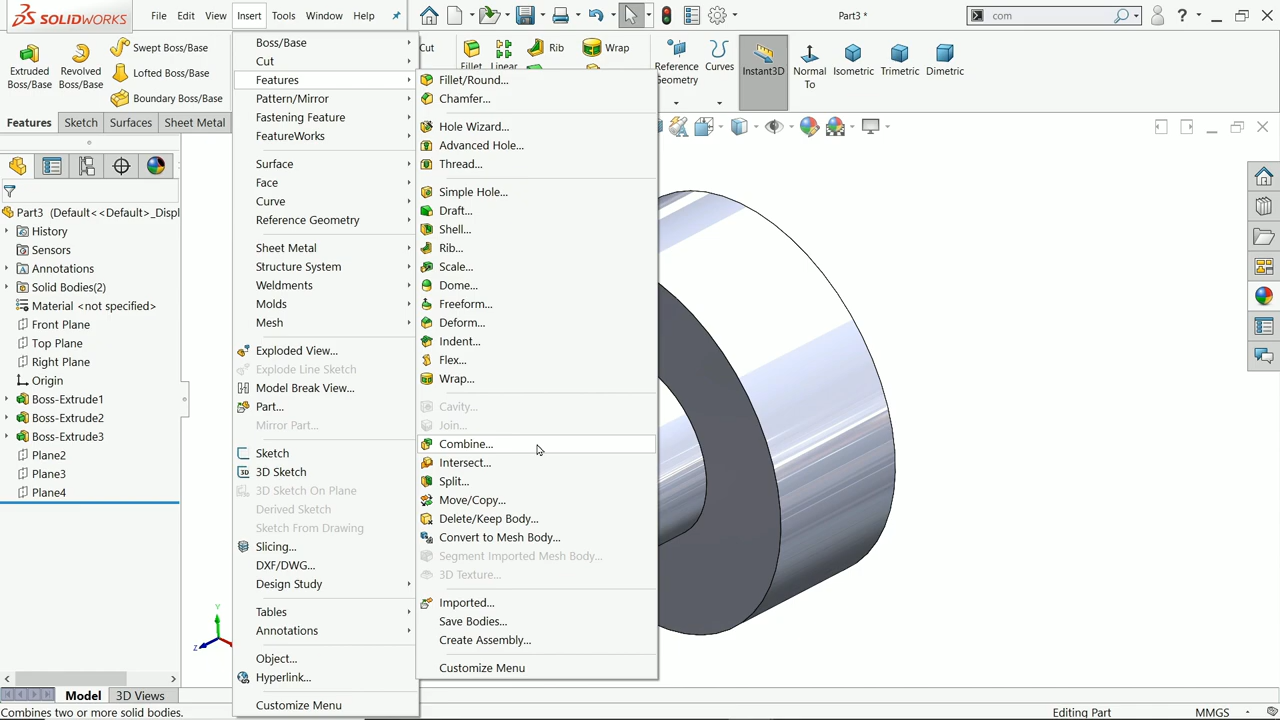 SOLIDWORKS
File
Edit
View
Insert
Tools
Window
Help
Part3 *
com
Extruded
Boss/Base
Revolved
Boss/Base
Swept Boss/Base
Lofted Boss/Base
Boundary Boss/Base
Cut
Fillet
Linear
Rib
Wrap
Reference
Geometry
Curves
Instant3D
Normal
To
Isometric
Trimetric
Dimetric
Features
Sketch
Surfaces
Sheet Metal
Part3 (Default<<Default>_Displ
History
Sensors
Annotations
Solid Bodies(2)
Material <not specified>
Front Plane
Top Plane
Right Plane
Origin
Boss-Extrude1
Boss-Extrude2
Boss-Extrude3
Plane2
Plane3
Plane4
Boss/Base
Cut
Features
Pattern/Mirror
Fastening Feature
FeatureWorks
Surface
Face
Curve
Reference Geometry
Sheet Metal
Structure System
Weldments
Molds
Mesh
Exploded View...
Explode Line Sketch
Model Break View...
Part...
Mirror Part...
Sketch
3D Sketch
3D Sketch On Plane
Derived Sketch
Sketch From Drawing
Slicing...
DXF/DWG...
Design Study
Tables
Annotations
Object...
Hyperlink...
Customize Menu
Fillet/Round...
Chamfer...
Hole Wizard...
Advanced Hole...
Thread...
Simple Hole...
Draft...
Shell...
Rib...
Scale...
Dome...
Freeform...
Deform...
Indent...
Flex...
Wrap...
Cavity...
Join...
Combine...
Intersect...
Split...
Move/Copy...
Delete/Keep Body...
Convert to Mesh Body...
Segment Imported Mesh Body...
3D Texture...
Imported...
Save Bodies...
Create Assembly...
Customize Menu
Y
Z
Model
3D Views
Combines two or more solid bodies.
Editing Part
MMGS